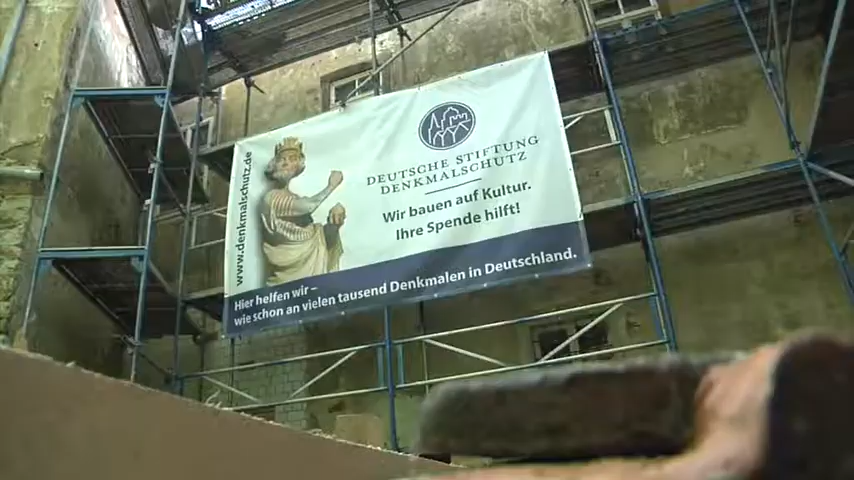 www.denkmalschutz.de
DEUTSCHE STIFTUNG
DENKMALSCHUTZ
Wir bauen auf Kultur.
Ihre Spende hilft!
Hier helfen wir –
wie schon an vielen tausend Denkmalen in Deutschland.